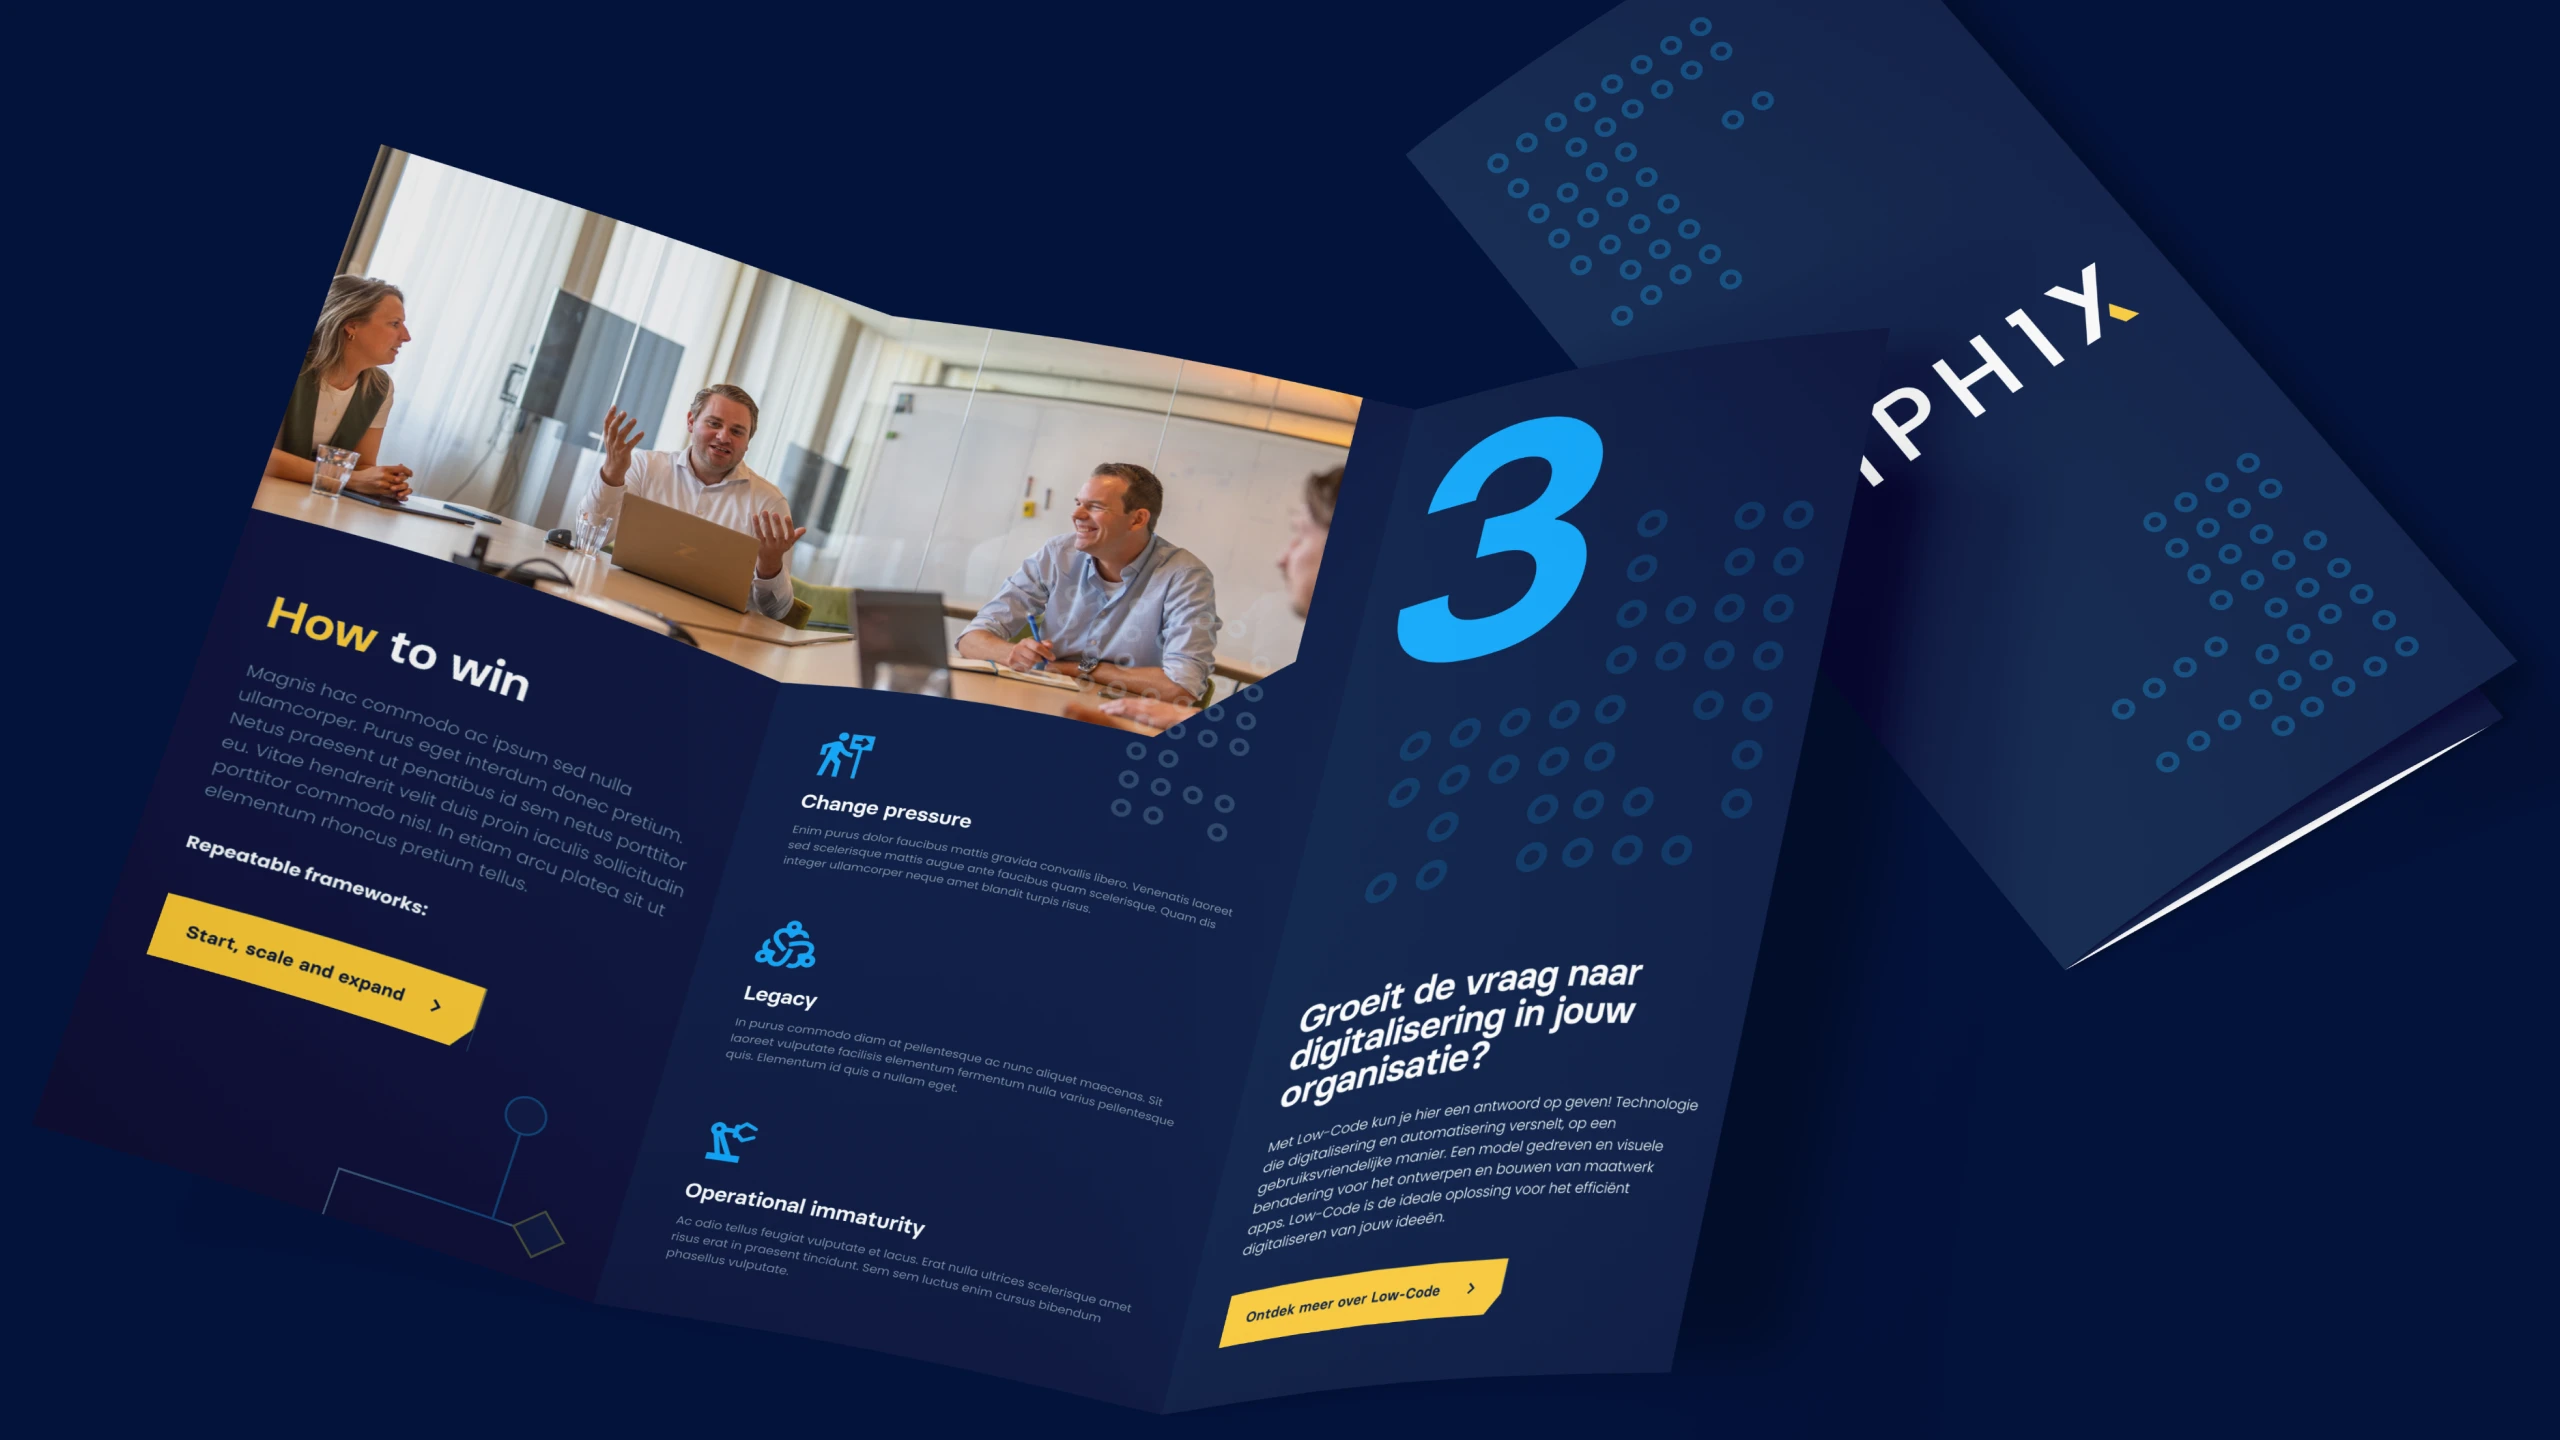 How to win
Magnis hac commodo ac ipsum sed nulla
ullamcorper. Purus eget interdum donec pretium.
Netus praesent ut penatibus id sem netus porttitor
eu. Vitae hendrerit velit duis proin iaculis sollicitudin
porttitor commodo nisl. In etiam arcu platea sit ut
elementum rhoncus pretium tellus.
Repeatable frameworks:
Start, scale and expand
Change pressure
Enim purus dolor faucibus mattis gravida convallis libero. Venenatis laoreet
sed scelerisque mattis augue ante faucibus quam scelerisque. Quam dis
integer ullamcorper neque amet blandit turpis risus.
Legacy
In purus commodo diam at pellentesque ac nunc aliquet maecenas. Sit
laoreet vulputate facilisis elementum fermentum nulla varius pellentesque
quis. Elementum id quis a nullam eget.
Operational immaturity
Ac odio tellus feugiat vulputate et lacus. Erat nulla ultrices scelerisque amet
risus erat in praesent tincidunt. Sem sem luctus enim cursus bibendum
phasellus vulputate.
3
Groeit de vraag naar
digitalisering in jouw
organisatie?
Met Low-Code kun je hier een antwoord op geven! Technologie
die digitalisering en automatisering versnelt, op een
gebruiksvriendelijke manier. Een model gedreven en visuele
benadering voor het ontwerpen en bouwen van maatwerk
apps. Low-Code is de ideale oplossing voor het efficiënt
digitaliseren van jouw ideeën.
Ontdek meer over Low-Code
PH1X